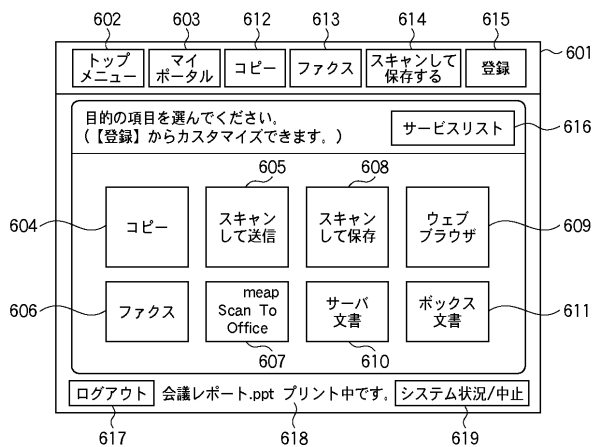 602 603 612 613 614 615
601
トップ
メニュー
マイ
ポータル
コピー
ファクス
スキャンして
保存する
登録
目的の項目を選んでください。
(【登録】からカスタマイズできます。)
サービスリスト
616
605 608
604
コピー
スキャン
して送信
スキャン
して保存
ウェブ
ブラウザ
609
606
ファクス
meap
Scan To
Office
サーバ
文書
ボックス
文書
611
607 610
ログアウト
会議レポート.ppt プリント中です。
システム状況/中止
617 618 619